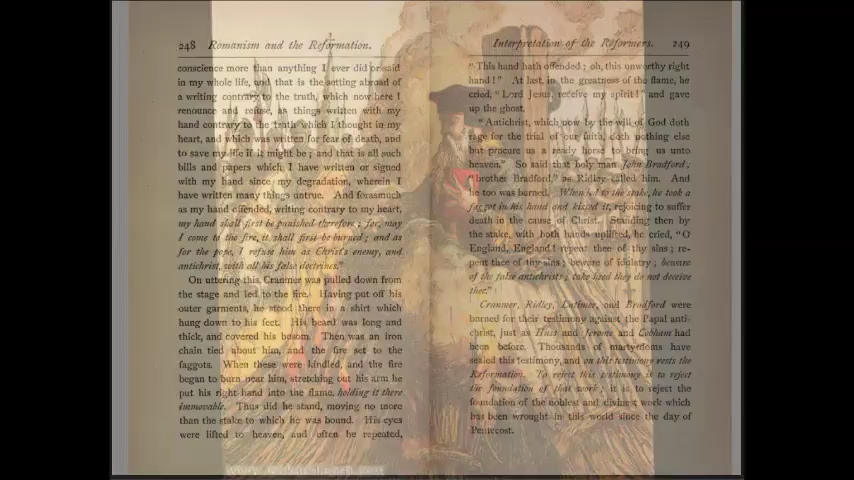 248 Romanism and the Reformation.
conscience more than anything I ever did or said
in my whole life, and that is the setting abroad of
a writing contrary to the truth, which now here I
renounce and refuse, as things written with my
hand contrary to the truth which I thought in my
heart, and which was written for fear of death, and
to save my life if it might be; and that is all such
bills and papers which I have written or signed
with my hand since my degradation, wherein I
have written many things untrue. And forasmuch
as my hand offended, writing contrary to my heart,
my hand shall first be punished therefore; for, may
I come to the fire, it shall first be burned; and as
for the pope, I refuse him as Christ's enemy, and
antichrist, with all his false doctrines."
On uttering this, Cranmer was pulled down from
the stage and led to the fire. Having put off his
outer garments, he stood there in a shirt which
hung down to his feet. His beard was long and
thick, and covered his bosom. Then was an iron
chain tied about him, and the fire set to the
faggots. When these were kindled, and the fire
began to burn near him, stretching out his arm he
put his right hand into the flame, holding it there
immovable. Thus did he stand, moving no more
than the stake to which he was bound. His eyes
were lifted to heaven, and often he repeated,
Interpretation of the Reformers. 249
"This hand hath offended; oh, this unworthy right
hand!" At last, in the greatness of the flame, he
cried, "Lord Jesus, receive my spirit!" and gave
up the ghost.
"Antichrist, which now by the will of God doth
rage for the trial of our faith, doth nothing else
but procure us a ready horse to bring us unto
heaven." So said that holy man John Bradford;
"brother Bradford," as Ridley called him. And
he too was burned. When led to the stake, he took a
faggot in his hand and kissed it, rejoicing to suffer
death in the cause of Christ. Standing then by
the stake, with both hands uplifted, he cried, "O
England, England! repent thee of thy sins; re-
pent thee of thy sins; beware of idolatry; beware
of the false antichrists; take heed they do not deceive
thee."
Cranmer, Ridley, Latimer, and Bradford were
burned for their testimony against the Papal anti-
christ, just as Huss and Jerome and Cobham had
been before. Thousands of martyrdoms have
sealed this testimony, and on this testimony rests the
Reformation. To reject this testimony is to reject
the foundation of that work; it is to reject the
foundation of the noblest and divinest work which
has been wrought in this world since the day of
Pentecost.